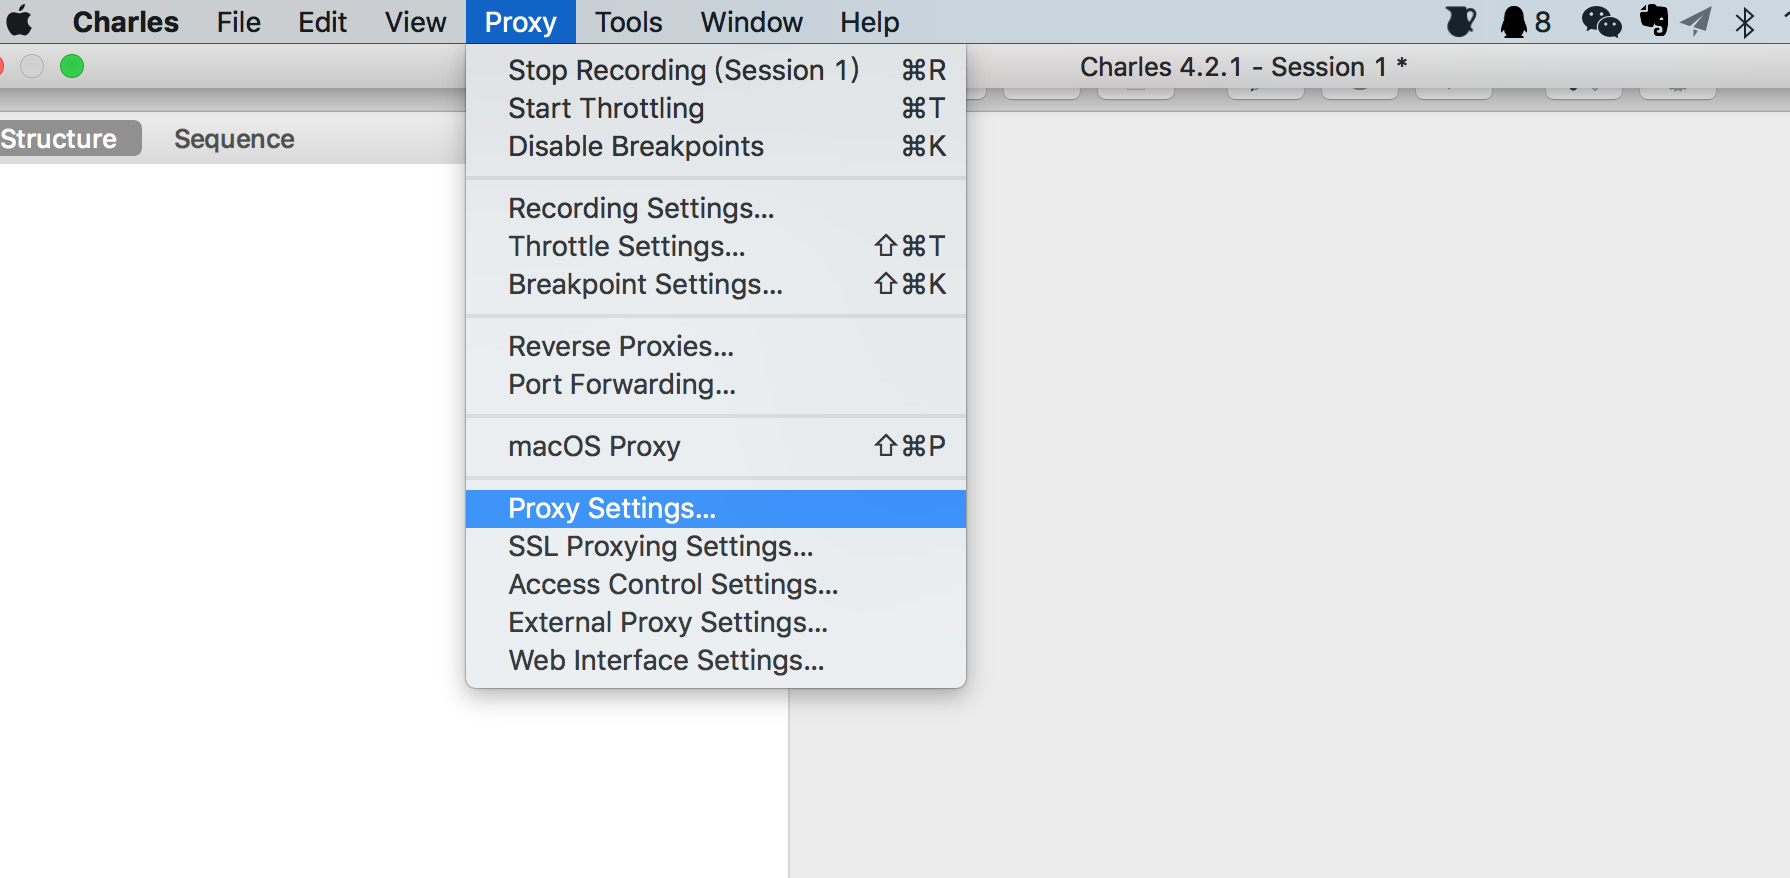 Charles File Edit View Proxy Tools Window Help 8
Charles 4.2.1 - Session 1 *
Structure Sequence
Stop Recording (Session 1) ⌘R
Start Throttling ⌘T
Disable Breakpoints ⌘K
Recording Settings...
Throttle Settings... ⇧⌘T
Breakpoint Settings... ⇧⌘K
Reverse Proxies...
Port Forwarding...
macOS Proxy ⇧⌘P
Proxy Settings...
SSL Proxying Settings...
Access Control Settings...
External Proxy Settings...
Web Interface Settings...